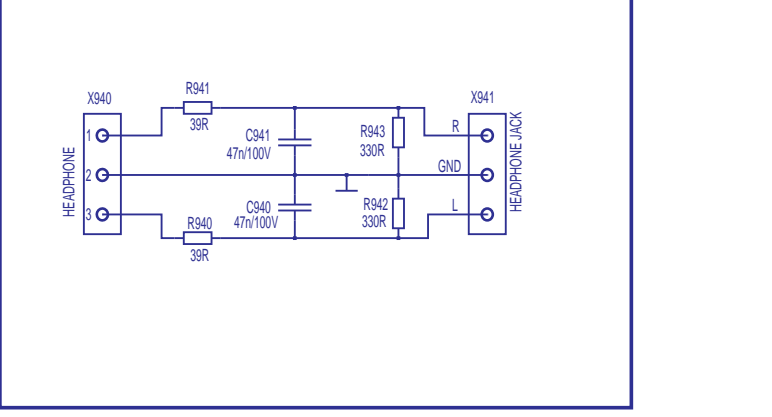 R941
X940
X941
39R
R
C941
R943
1
HEADPHONE JACK
47n/100V
330R
HEADPHONE
GND
2
R942
L
C940
3
R940
47n/100V
330R
39R